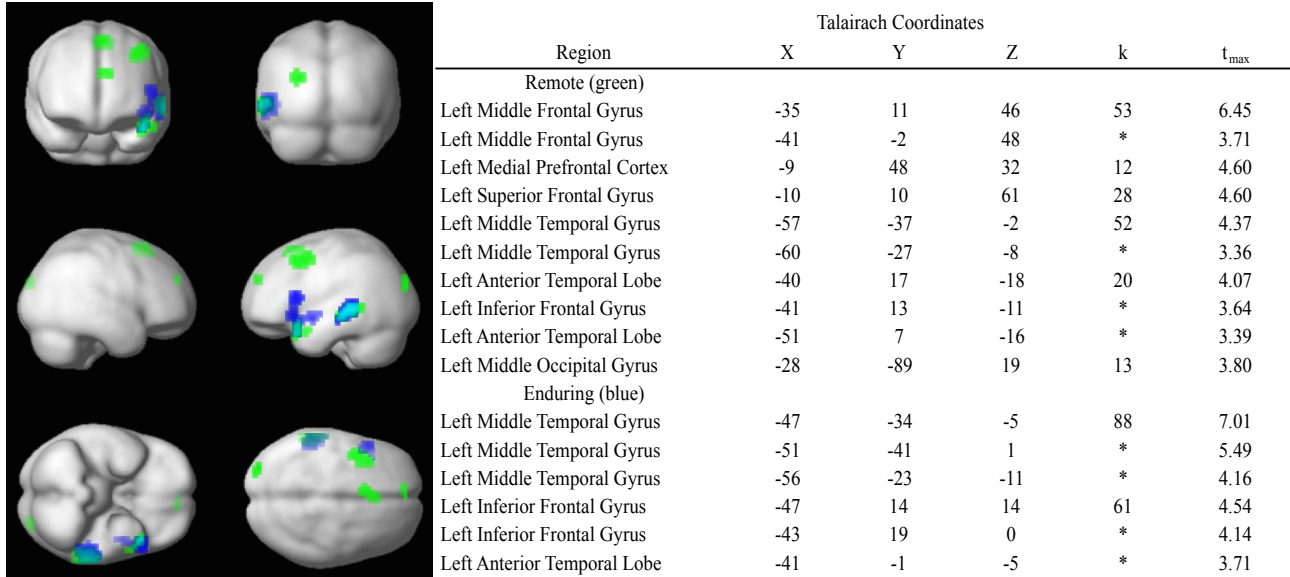 Talairach Coordinates
Region X Y Z k tmax
Remote (green)
Left Middle Frontal Gyrus -35 11 46 53 6.45
Left Middle Frontal Gyrus -41 -2 48 * 3.71
Left Medial Prefrontal Cortex -9 48 32 12 4.60
Left Superior Frontal Gyrus -10 10 61 28 4.60
Left Middle Temporal Gyrus -57 -37 -2 52 4.37
Left Middle Temporal Gyrus -60 -27 -8 * 3.36
Left Anterior Temporal Lobe -40 17 -18 20 4.07
Left Inferior Frontal Gyrus -41 13 -11 * 3.64
Left Anterior Temporal Lobe -51 7 -16 * 3.39
Left Middle Occipital Gyrus -28 -89 19 13 3.80
Enduring (blue)
Left Middle Temporal Gyrus -47 -34 -5 88 7.01
Left Middle Temporal Gyrus -51 -41 1 * 5.49
Left Middle Temporal Gyrus -56 -23 -11 * 4.16
Left Inferior Frontal Gyrus -47 14 14 61 4.54
Left Inferior Frontal Gyrus -43 19 0 * 4.14
Left Anterior Temporal Lobe -41 -1 -5 * 3.71